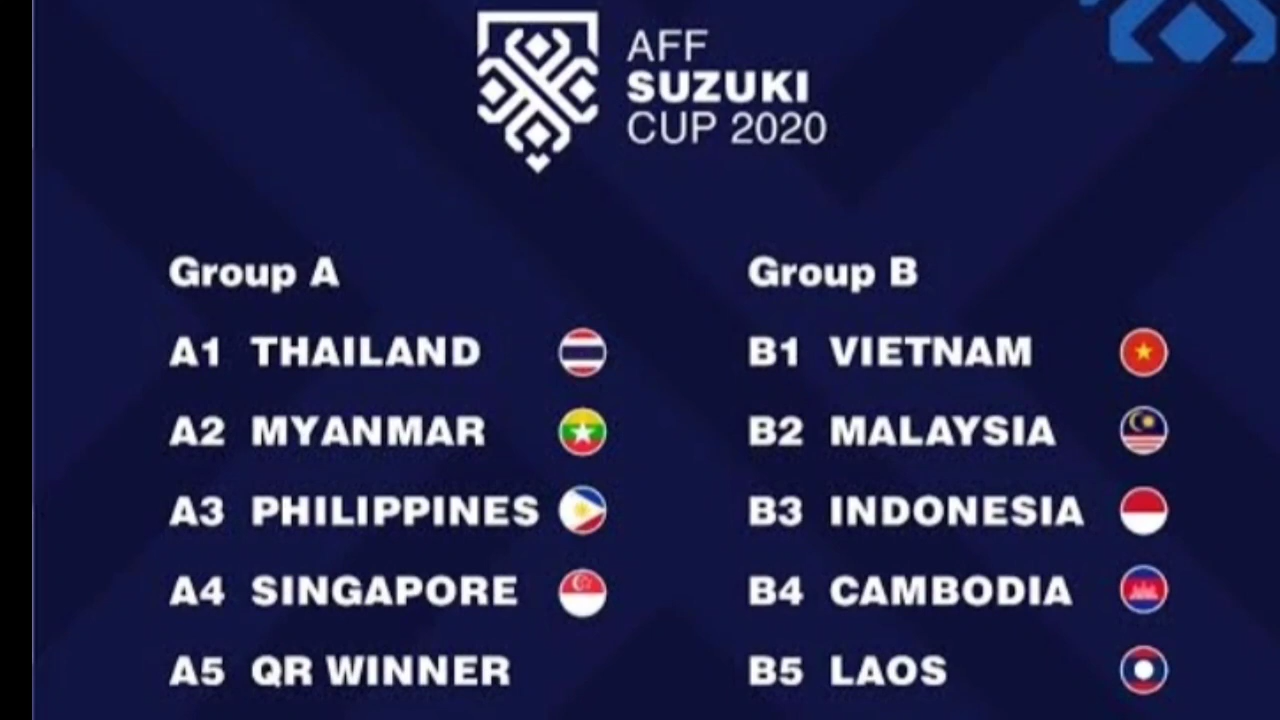 AFF
SUZUKI
CUP 2020
Group A
A1 THAILAND
A2 MYANMAR
A3 PHILIPPINES
A4 SINGAPORE
A5 QR WINNER
Group B
B1 VIETNAM
B2 MALAYSIA
B3 INDONESIA
B4 CAMBODIA
B5 LAOS